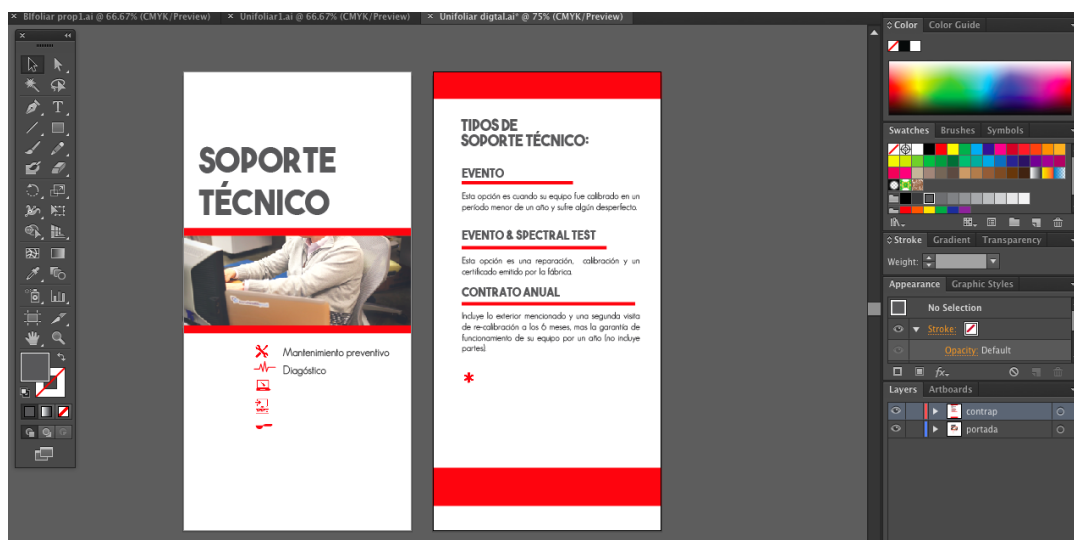 BIfoliar prop1.ai @ 66.67% (CMYK/Preview)
Unifoliar1.ai @ 66.67% (CMYK/Preview)
Unifoliar digtal.ai* @ 75% (CMYK/Preview)
SOPORTE
TÉCNICO
Mantenimiento preventivo
Diagóstico
TIPOS DE
SOPORTE TÉCNICO:
EVENTO
Esta opción es cuando su equipo fue calibrado en un
período menor de un año y sufre algún desperfecto.
EVENTO & SPECTRAL TEST
Esta opción es una reparación, calibración y un
certificado emitido por la fábrica.
CONTRATO ANUAL
Incluye lo exterior mencionado y una segunda visita
de re-calibración a los 6 meses, mas la garantía de
funcionamiento de su equipo por un año (no incluye
partes).
*
Color Color Guide
Swatches Brushes Symbols
Stroke Gradient Transparency
Weight:
Appearance Graphic Styles
No Selection
Stroke:
Opacity: Default
fx
Layers Artboards
contrap
portada